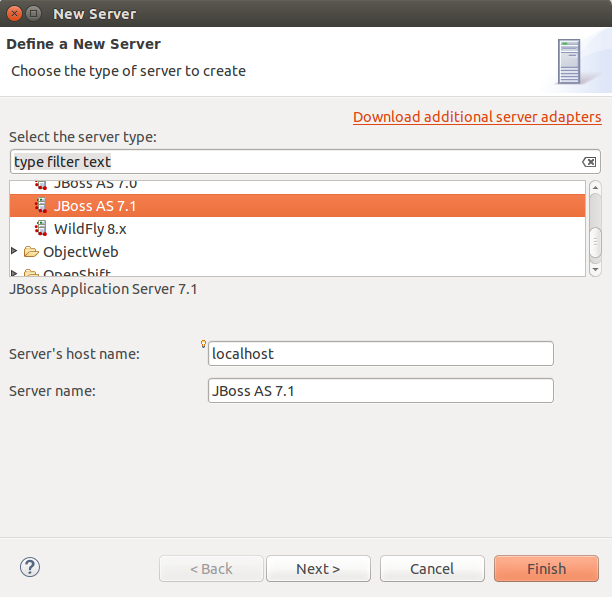 New Server
Define a New Server
Choose the type of server to create
Download additional server adapters
Select the server type:
type filter text
JBoss AS 7.0
JBoss AS 7.1
WildFly 8.x
ObjectWeb
OpenShift
JBoss Application Server 7.1
Server's host name:
localhost
Server name:
JBoss AS 7.1
?
< Back
Next >
Cancel
Finish